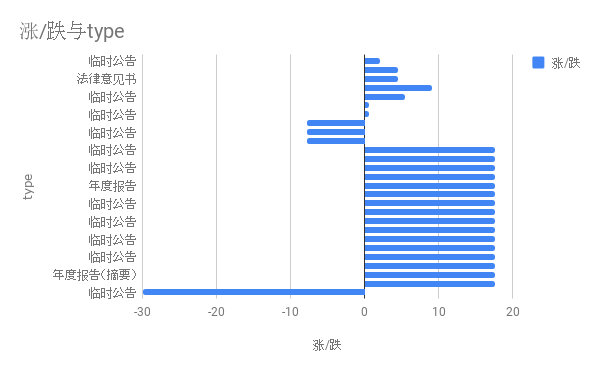 涨/跌与type
临时公告
法律意见书
临时公告
临时公告
临时公告
临时公告
临时公告
年度报告
临时公告
临时公告
临时公告
临时公告
年度报告(摘要)
临时公告
type
-30
-20
-10
0
10
20
涨/跌
涨/跌